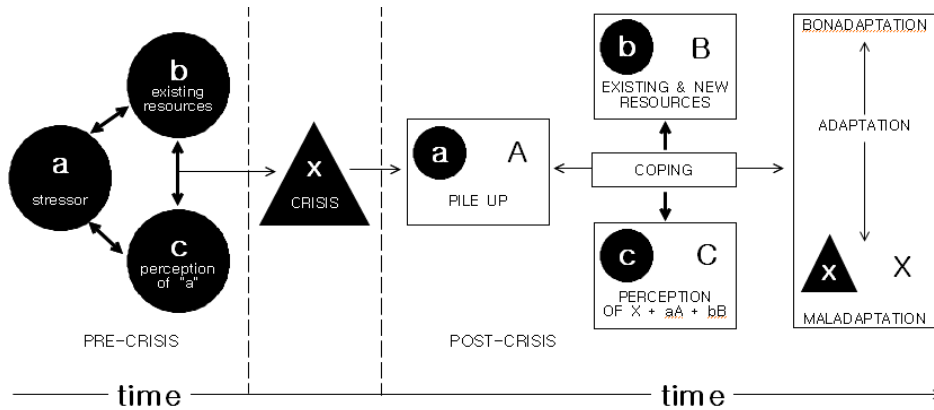 b
existing
resources
a
stressor
c
perception
of "a"
PRE-CRISIS
x
CRISIS
a A
PILE UP
b B
EXISTING & NEW
RESOURCES
COPING
c C
PERCEPTION
OF X + aA + bB
POST-CRISIS
BONADAPTATION
ADAPTATION
x X
MALADAPTATION
time
time